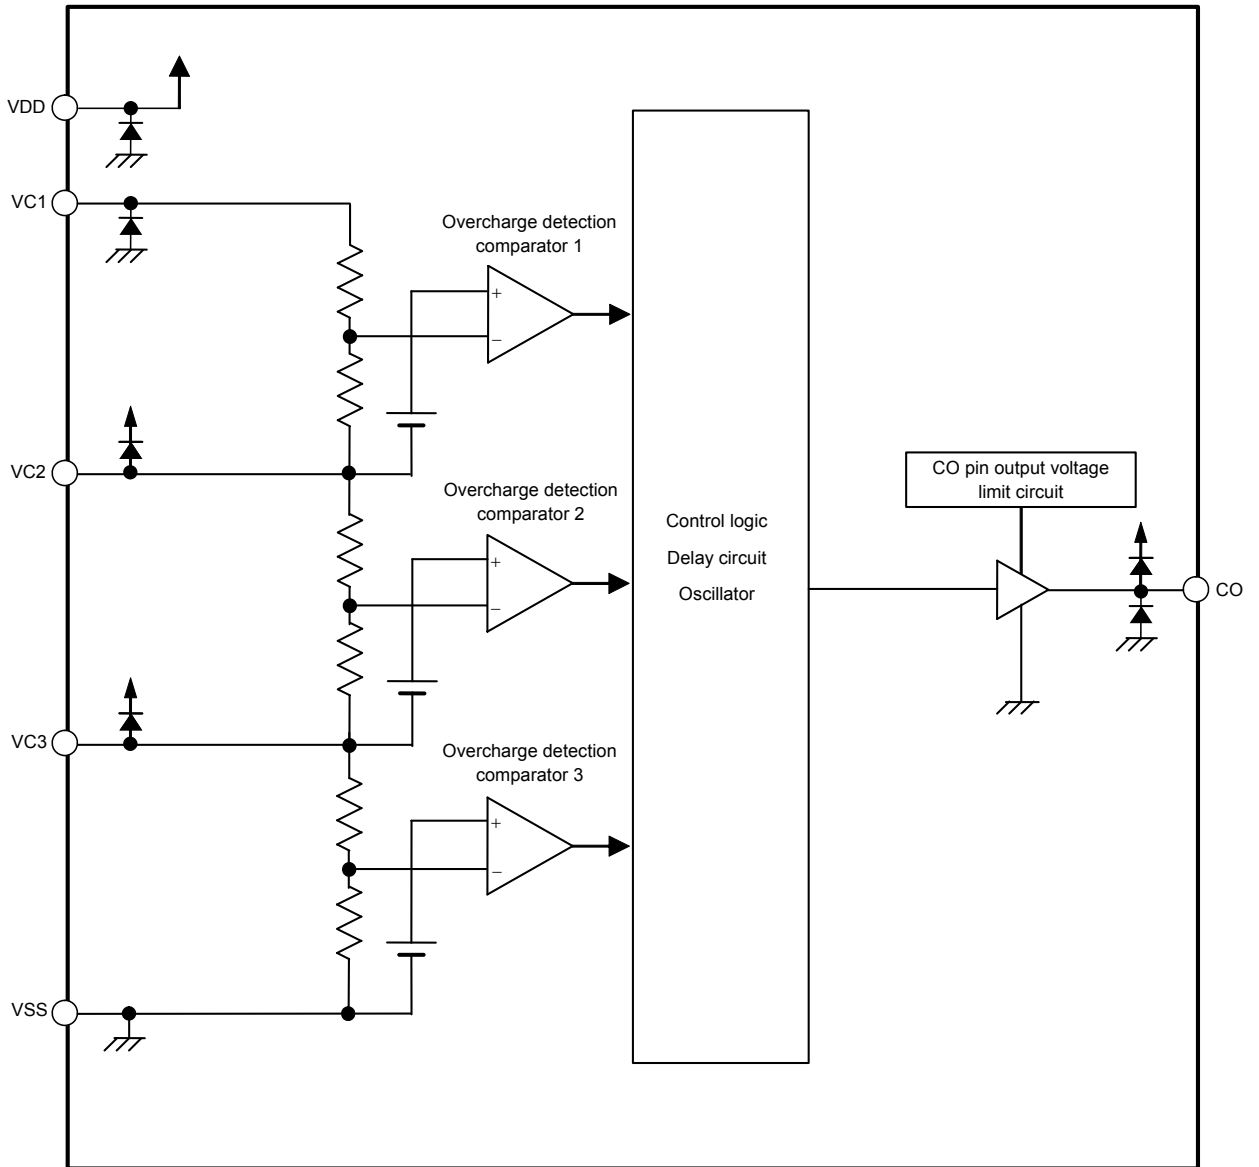 VDD
VC1
Overcharge detection
comparator 1
+
−
VC2
CO pin output voltage
limit circuit
Overcharge detection
comparator 2
Control logic
+
Delay circuit
CO
Oscillator
−
VC3
Overcharge detection
comparator 3
+
−
VSS